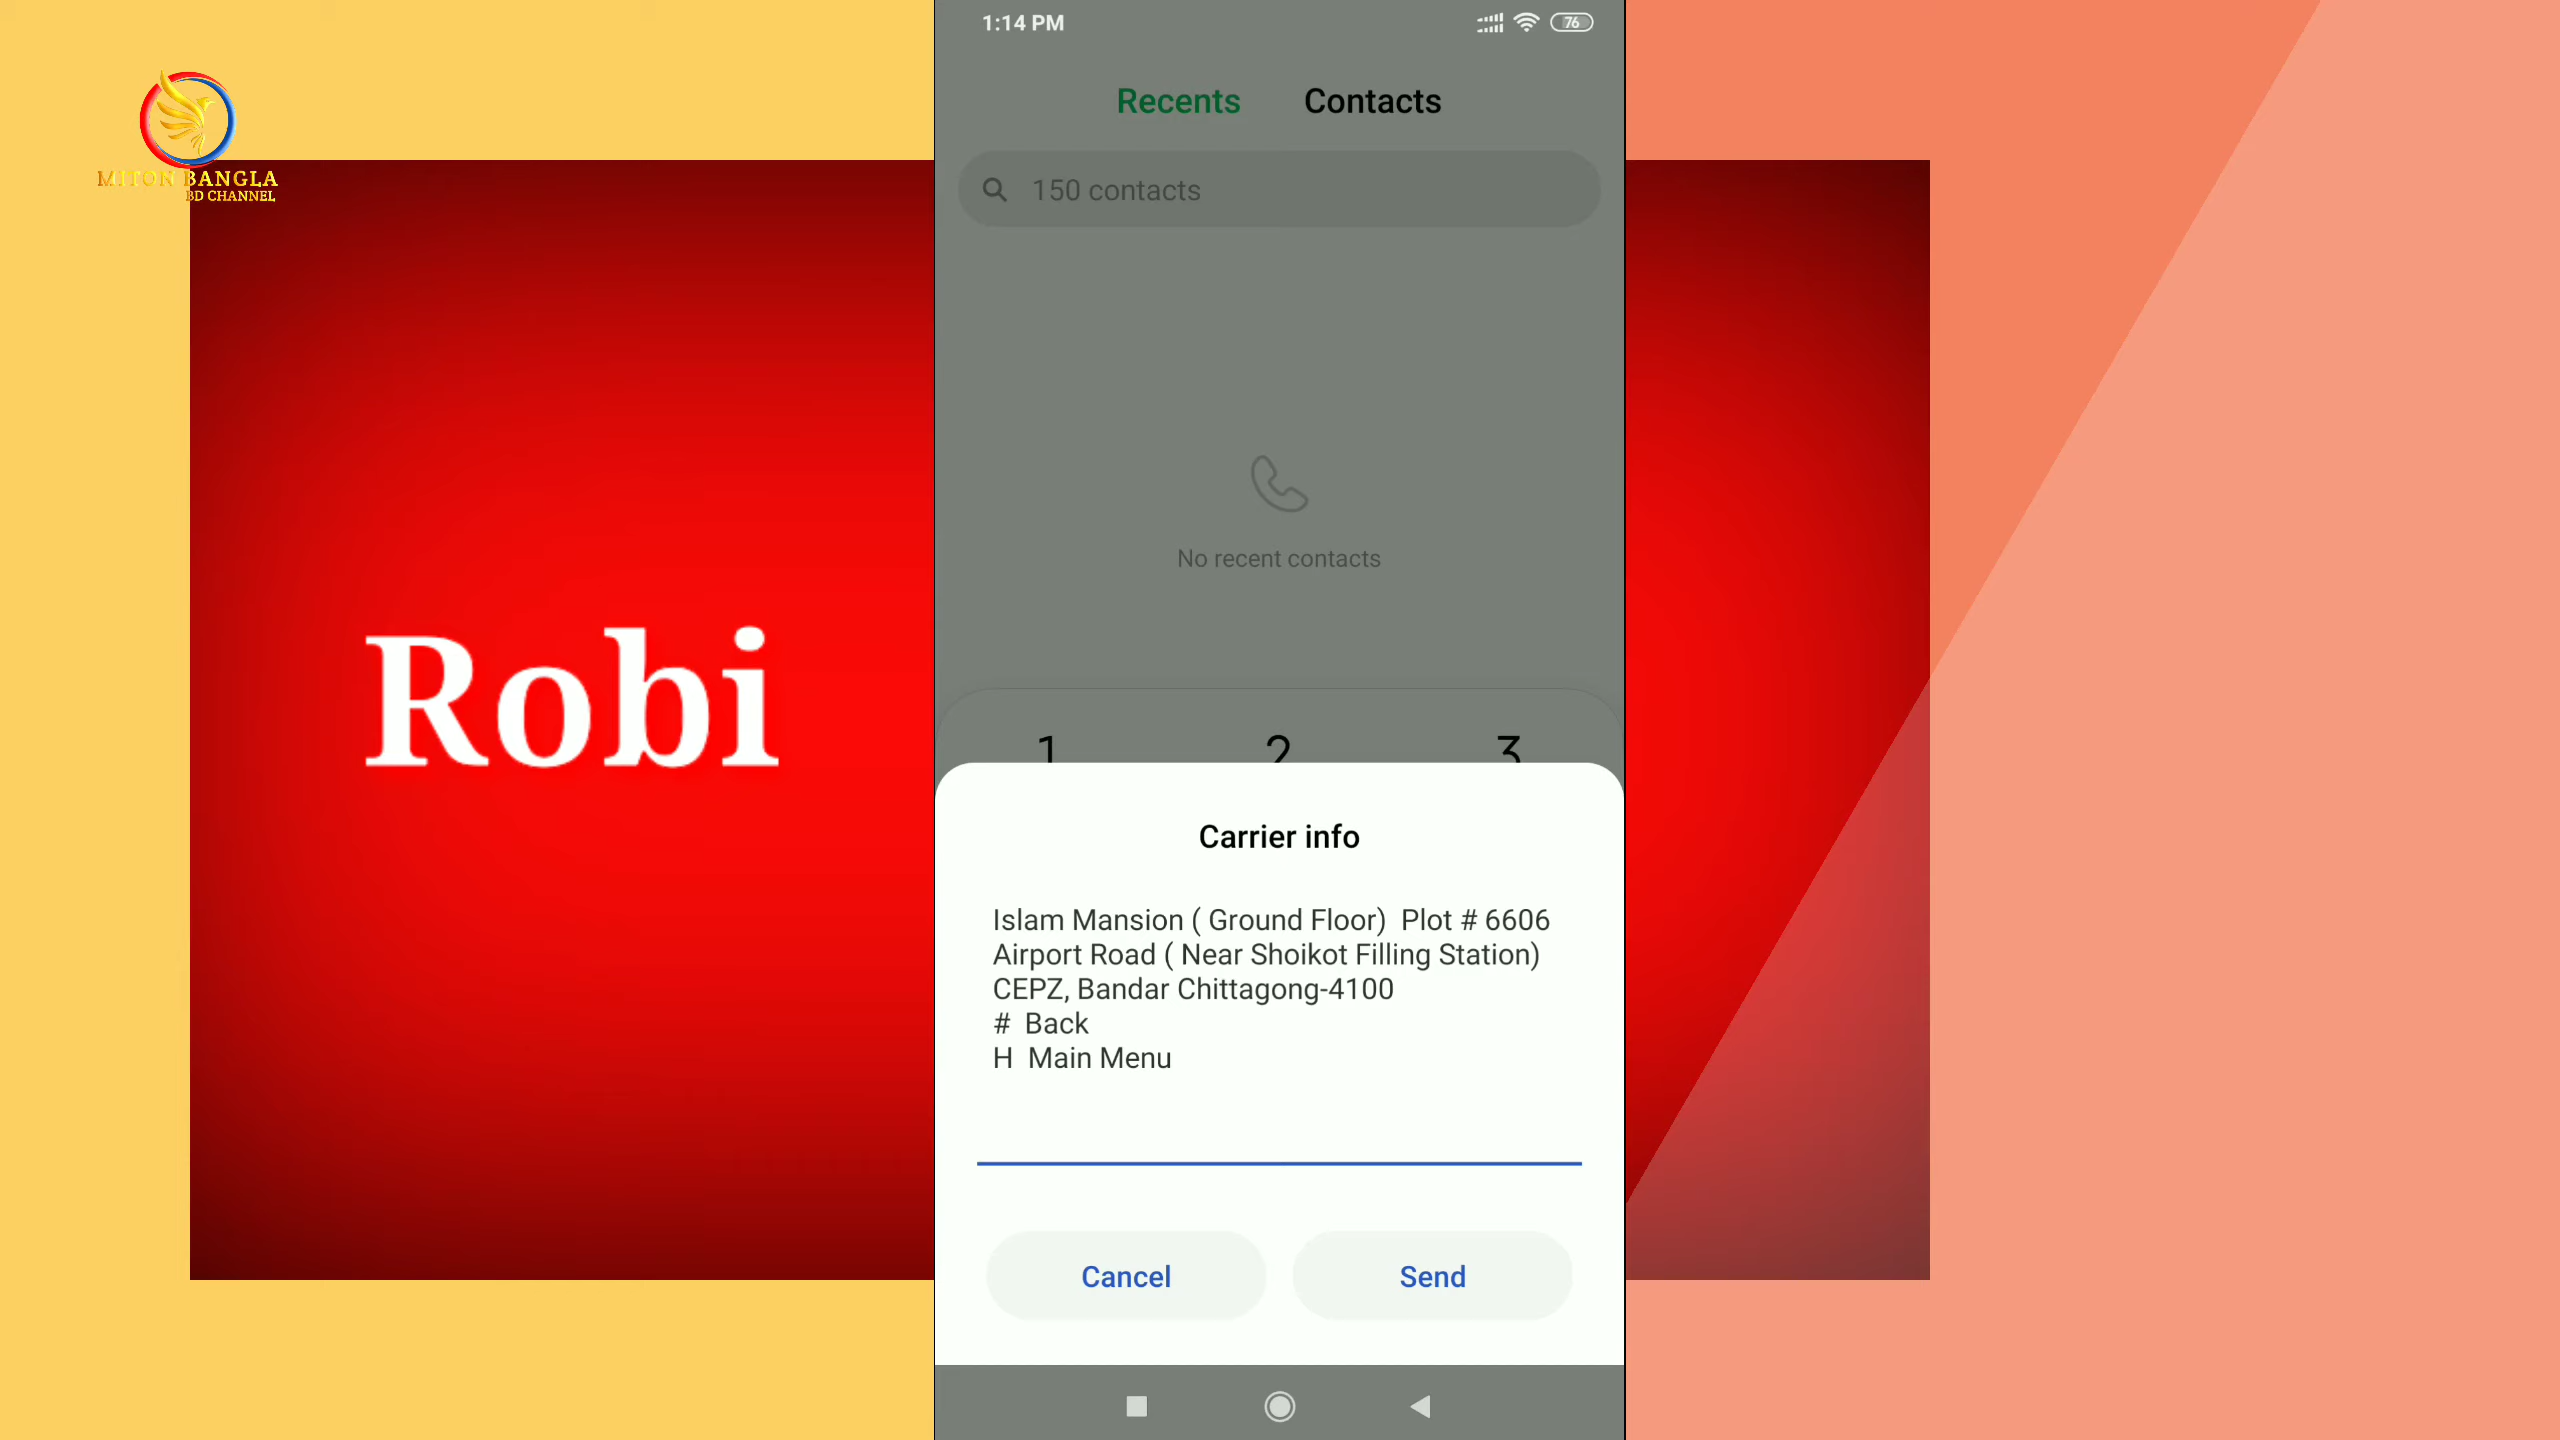 MITON BANGLA
BD CHANNEL
Robi
1:14 PM
76
Recents Contacts
150 contacts
No recent contacts
1 2 3
Carrier info
Islam Mansion ( Ground Floor)  Plot # 6606
Airport Road ( Near Shoikot Filling Station)
CEPZ, Bandar Chittagong-4100
#  Back
H  Main Menu
Cancel Send